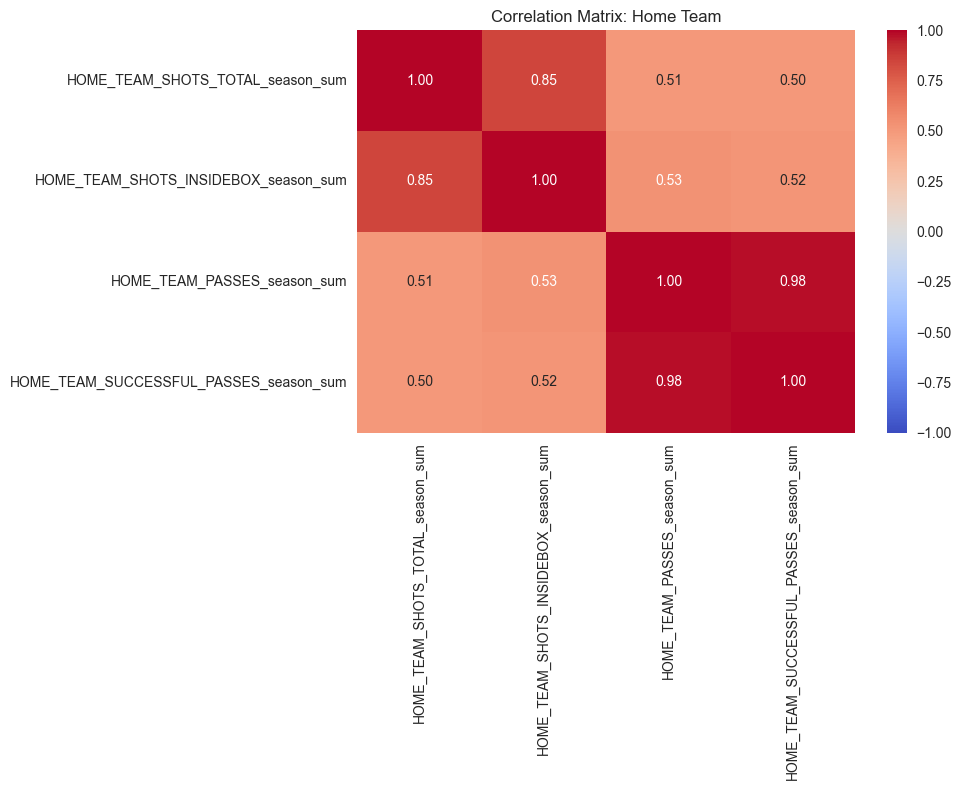 Correlation Matrix: Home Team
HOME_TEAM_SHOTS_TOTAL_season_sum
1.00 0.85 0.51 0.50
HOME_TEAM_SHOTS_INSIDEBOX_season_sum
0.85 1.00 0.53 0.52
HOME_TEAM_PASSES_season_sum
0.51 0.53 1.00 0.98
HOME_TEAM_SUCCESSFUL_PASSES_season_sum
0.50 0.52 0.98 1.00
HOME_TEAM_SHOTS_TOTAL_season_sum
HOME_TEAM_SHOTS_INSIDEBOX_season_sum
HOME_TEAM_PASSES_season_sum
HOME_TEAM_SUCCESSFUL_PASSES_season_sum
1.00
0.75
0.50
0.25
0.00
−0.25
−0.50
−0.75
−1.00